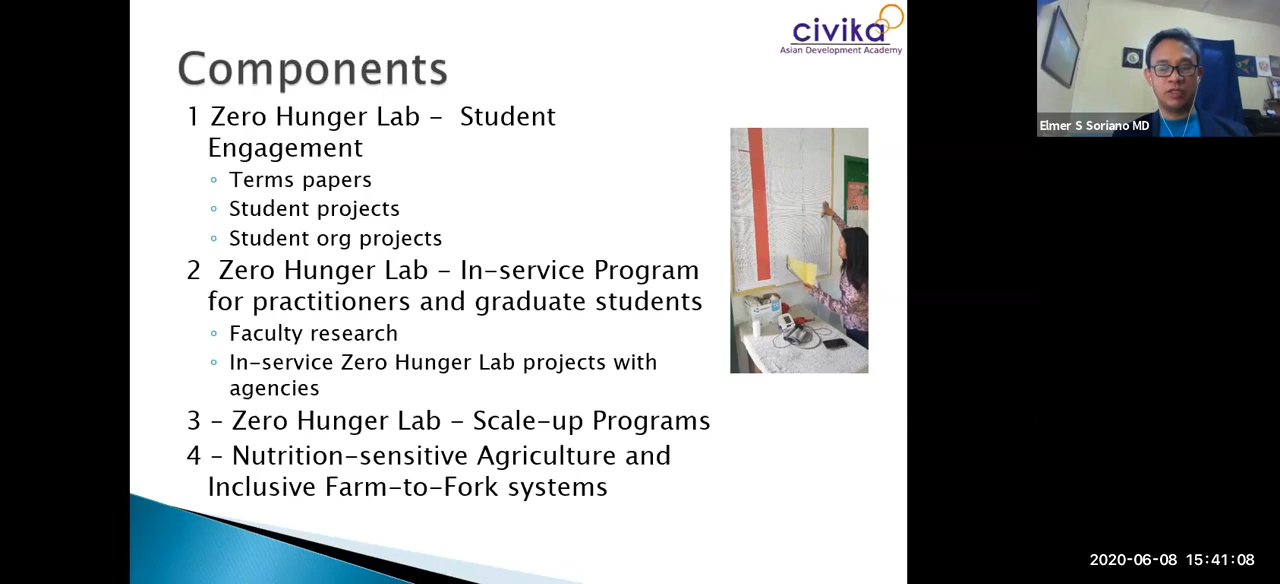 civika
Asian Development Academy
Components
1 Zero Hunger Lab – Student
Engagement
◦ Terms papers
◦ Student projects
◦ Student org projects
2 Zero Hunger Lab – In-service Program
for practitioners and graduate students
◦ Faculty research
◦ In-service Zero Hunger Lab projects with
agencies
3 – Zero Hunger Lab – Scale-up Programs
4 – Nutrition-sensitive Agriculture and
Inclusive Farm-to-Fork systems
Elmer S Soriano MD
2020-06-08 15:41:08